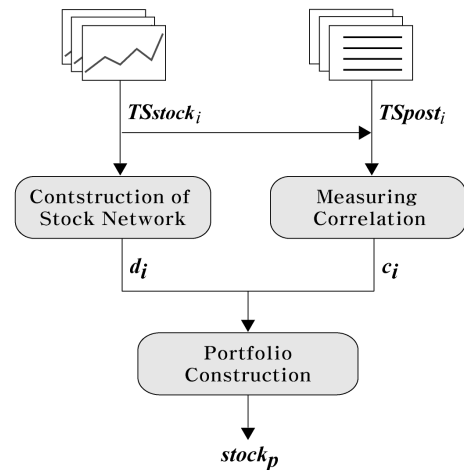 TSstock_i
TSpost_i
Contstruction of
Stock Network
Measuring
Correlation
d_i
c_i
Portfolio
Construction
stock_p